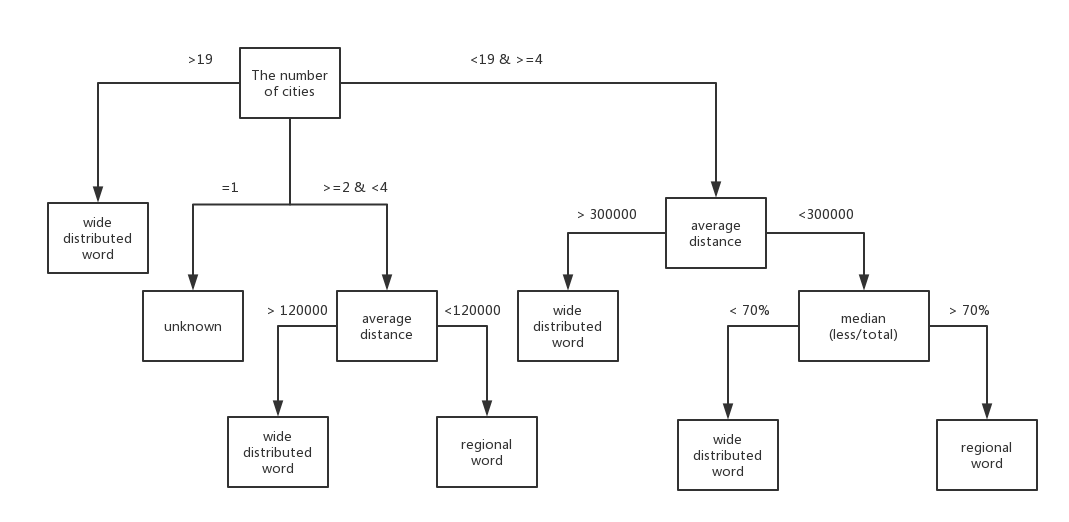 >19
<19 & >=4
The number
of cities
=1
>=2 & <4
wide
distributed
word
> 300000
average
distance
<300000
unknown
> 120000
average
distance
<120000
wide
distributed
word
< 70%
median
(less/total)
> 70%
wide
distributed
word
regional
word
wide
distributed
word
regional
word